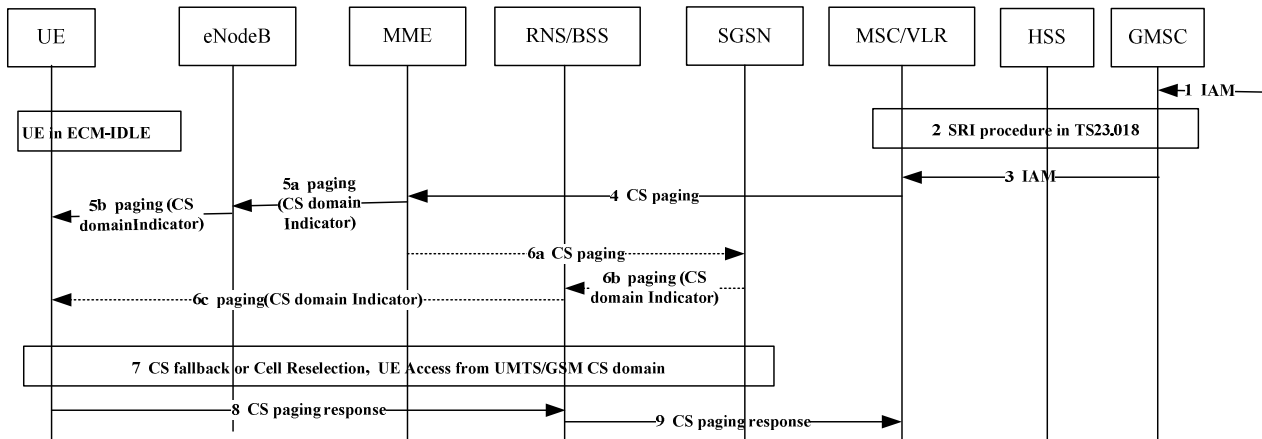 UE
eNodeB
MME
RNS/BSS
SGSN
MSC/VLR
HSS
GMSC
1 IAM
UE in ECM-IDLE
2 SRI procedure in TS23.018
3 IAM
4 CS paging
5a paging
(CS domain
Indicator)
5b paging (CS
domainIndicator)
6a CS paging
6b paging (CS
domain Indicator)
6c paging(CS domain Indicator)
7 CS fallback or Cell Reselection, UE Access from UMTS/GSM CS domain
8 CS paging response
9 CS paging response